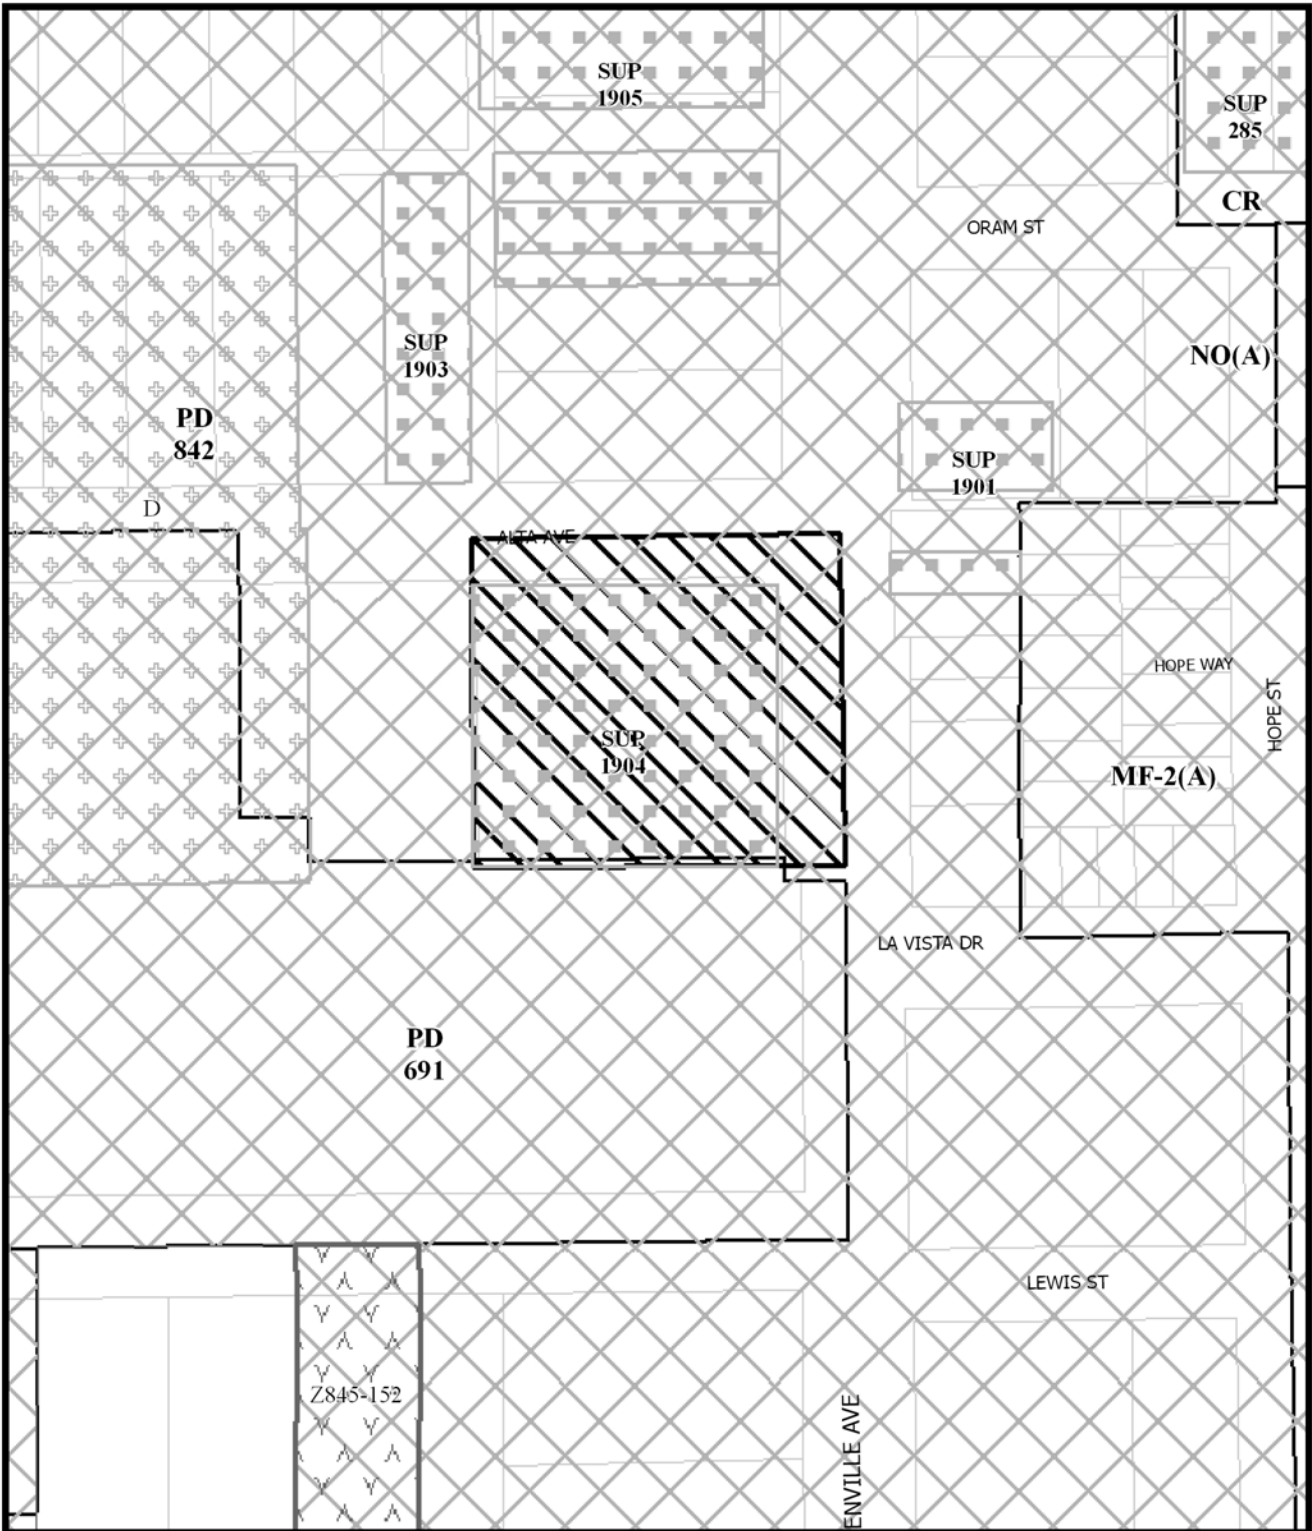 SUP
1905
SUP
285
CR
ORAM ST
SUP
1903
NO(A)
PD
842
SUP
1901
D
ALTA AVE
HOPE WAY
HOPE ST
SUP
1904
MF-2(A)
LA VISTA DR
PD
691
LEWIS ST
Z845-152
ENVILLE AVE